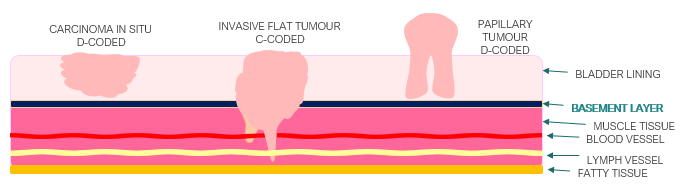 CARCINOMA IN SITU
D-CODED
INVASIVE FLAT TUMOUR
C-CODED
PAPILLARY
TUMOUR
D-CODED
BLADDER LINING
BASEMENT LAYER
MUSCLE TISSUE
BLOOD VESSEL
LYMPH VESSEL
FATTY TISSUE